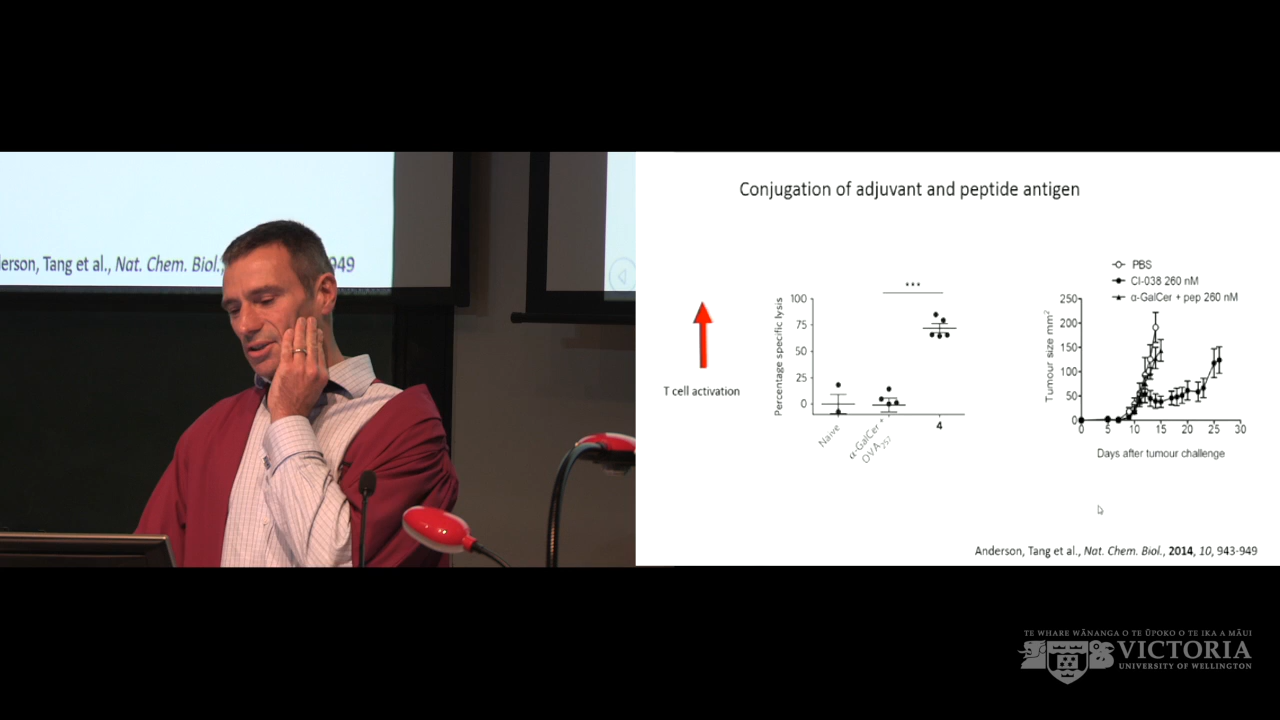 erson, Tang et al., Nat. Chem. Biol., 949
Conjugation of adjuvant and peptide antigen
T cell activation
Percentage specific lysis
100
75
50
25
0
***
Naive
α-GalCer +
OVA257
4
PBS
CI-038 260 nM
α-GalCer + pep 260 nM
Tumour size mm²
250
200
150
100
50
0
0 5 10 15 20 25 30
Days after tumour challenge
Anderson, Tang et al., Nat. Chem. Biol., 2014, 10, 943-949
TE WHARE WĀNANGA O TE ŪPOKO O TE IKA A MĀUI
VICTORIA
UNIVERSITY OF WELLINGTON